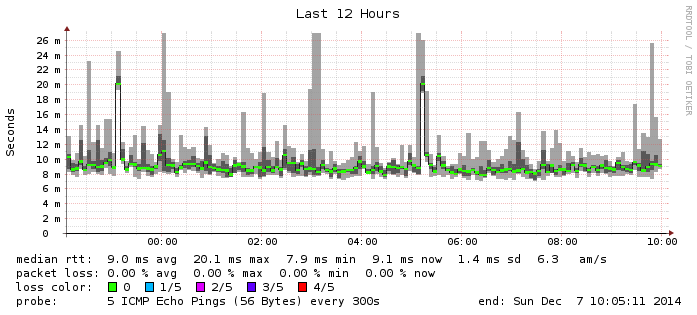 Last 12 Hours
RRDTOOL / TOBI OETIKER
Seconds
26 m
24 m
22 m
20 m
18 m
16 m
14 m
12 m
10 m
8 m
6 m
4 m
2 m
0
00:00 02:00 04:00 06:00 08:00 10:00
median rtt: 9.0 ms avg 20.1 ms max 7.9 ms min 9.1 ms now 1.4 ms sd 6.3 am/s
packet loss: 0.00 % avg 0.00 % max 0.00 % min 0.00 % now
loss color: 0 1/5 2/5 3/5 4/5
probe: 5 ICMP Echo Pings (56 Bytes) every 300s end: Sun Dec 7 10:05:11 2014